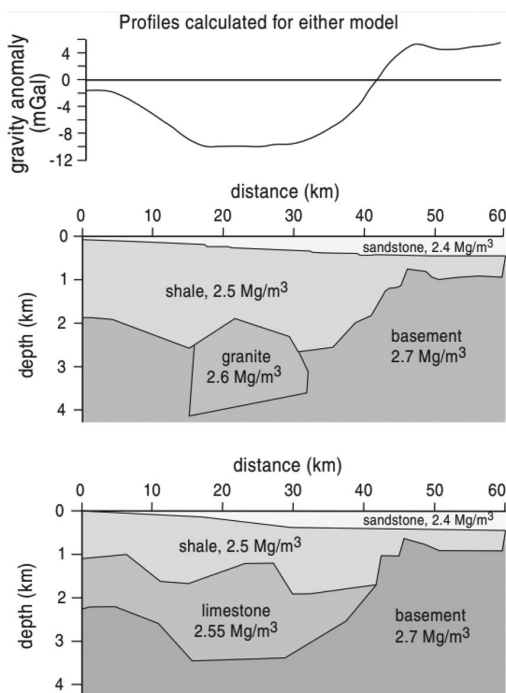 Profiles calculated for either model
gravity anomaly
(mGal)
4
0
-4
-8
-12
distance (km)
0 10 20 30 40 50 60
depth (km)
0
1
2
3
4
sandstone, 2.4 Mg/m³
shale, 2.5 Mg/m³
granite
2.6 Mg/m³
basement
2.7 Mg/m³
distance (km)
0 10 20 30 40 50 60
depth (km)
0
1
2
3
4
sandstone, 2.4 Mg/m³
shale, 2.5 Mg/m³
limestone
2.55 Mg/m³
basement
2.7 Mg/m³